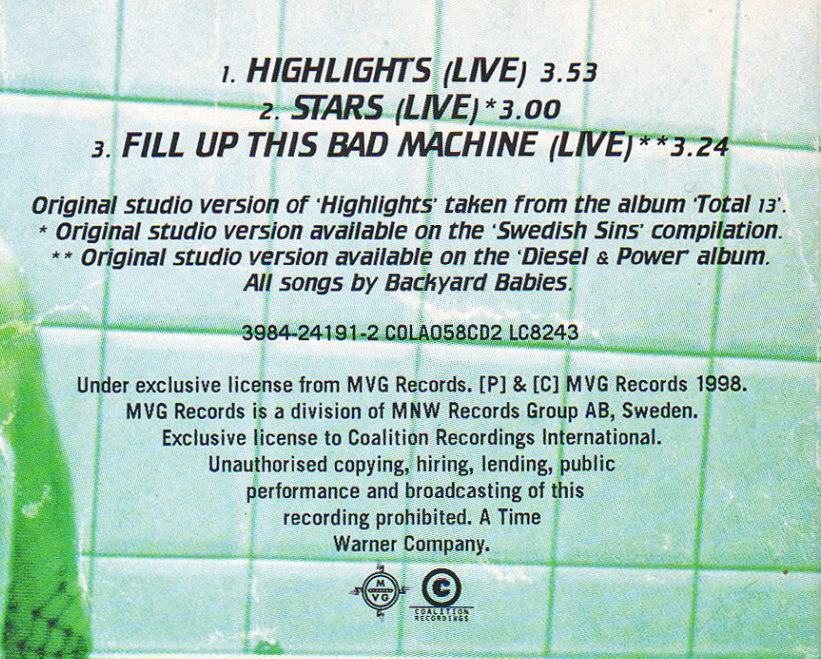 1. HIGHLIGHTS (LIVE) 3.53
2. STARS (LIVE)*3.00
3. FILL UP THIS BAD MACHINE (LIVE)**3.24
Original studio version of 'Highlights' taken from the album 'Total 13'.
* Original studio version available on the 'Swedish Sins' compilation.
** Original studio version available on the 'Diesel & Power' album.
All songs by Backyard Babies.
3984-24191-2 COLA058CD2 LC8243
Under exclusive license from MVG Records. [P] & [C] MVG Records 1998.
MVG Records is a division of MNW Records Group AB, Sweden.
Exclusive license to Coalition Recordings International.
Unauthorised copying, hiring, lending, public
performance and broadcasting of this
recording prohibited. A Time
Warner Company.
M
VG
C
COALITION
RECORDINGS